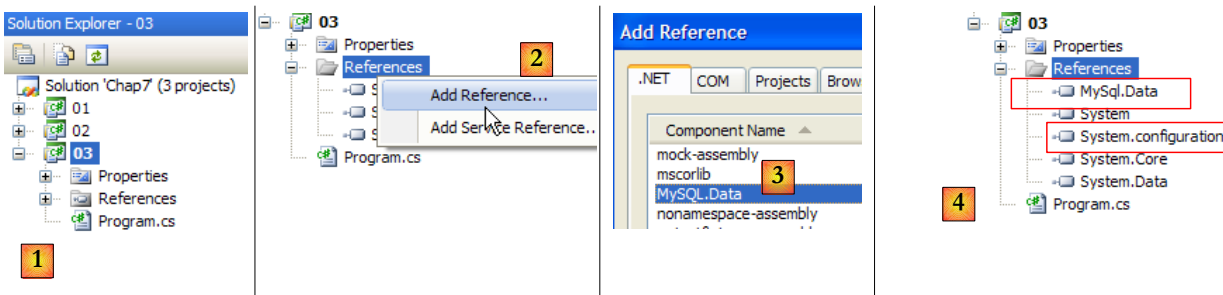 Solution Explorer - 03
Solution 'Chap7' (3 projects)
01
02
03
Properties
References
Program.cs
1
03
Properties
References
2
Add Reference...
Add Service Reference..
Program.cs
Add Reference
.NET
COM
Projects
Brow
Component Name
mock-assembly
mscorlib
3
MySQL.Data
nonamespace-assembly
03
Properties
References
MySql.Data
System
System.configuration
System.Core
System.Data
4
Program.cs